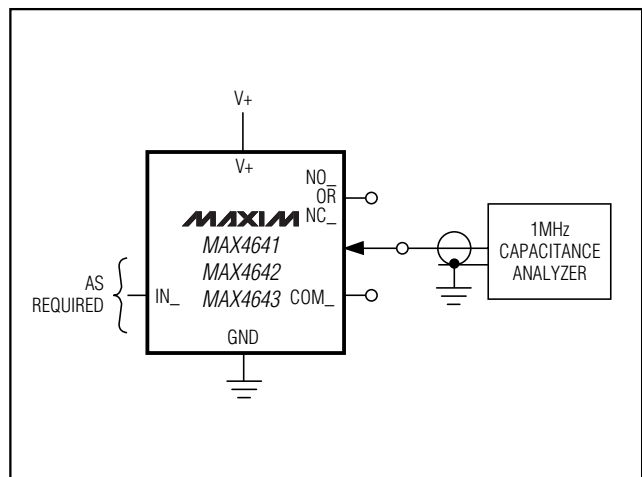 V+
V+
NO_
OR
NC_
MAXIM
MAX4641
MAX4642
MAX4643
COM_
AS
REQUIRED
IN_
GND
1MHz
CAPACITANCE
ANALYZER